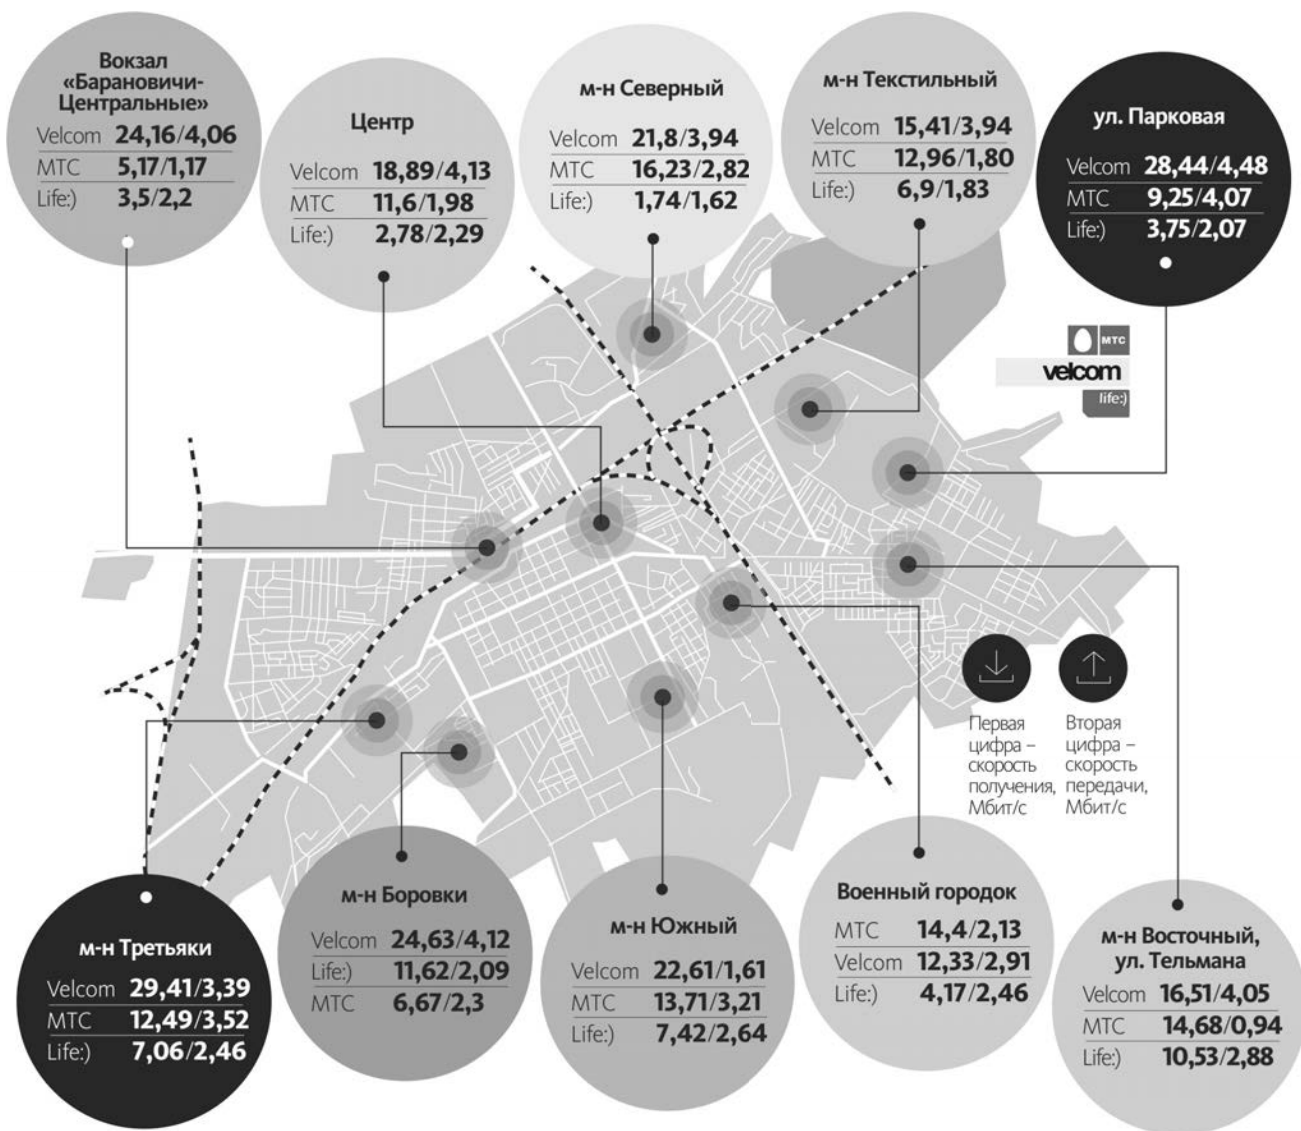 Вокзал
«Барановичи-
Центральные»
Velcom 24,16/4,06
МТС 5,17/1,17
Life:) 3,5/2,2
Центр
Velcom 18,89/4,13
МТС 11,6/1,98
Life:) 2,78/2,29
м-н Северный
Velcom 21,8/3,94
МТС 16,23/2,82
Life:) 1,74/1,62
м-н Текстильный
Velcom 15,41/3,94
МТС 12,96/1,80
Life:) 6,9/1,83
ул. Парковая
Velcom 28,44/4,48
МТС 9,25/4,07
Life:) 3,75/2,07
МТС
velcom
life:)
Первая
цифра –
скорость
получения,
Мбит/с
Вторая
цифра –
скорость
передачи,
Мбит/с
м-н Третьяки
Velcom 29,41/3,39
МТС 12,49/3,52
Life:) 7,06/2,46
м-н Боровки
Velcom 24,63/4,12
Life:) 11,62/2,09
МТС 6,67/2,3
м-н Южный
Velcom 22,61/1,61
МТС 13,71/3,21
Life:) 7,42/2,64
Военный городок
МТС 14,4/2,13
Velcom 12,33/2,91
Life:) 4,17/2,46
м-н Восточный,
ул. Тельмана
Velcom 16,51/4,05
МТС 14,68/0,94
Life:) 10,53/2,88